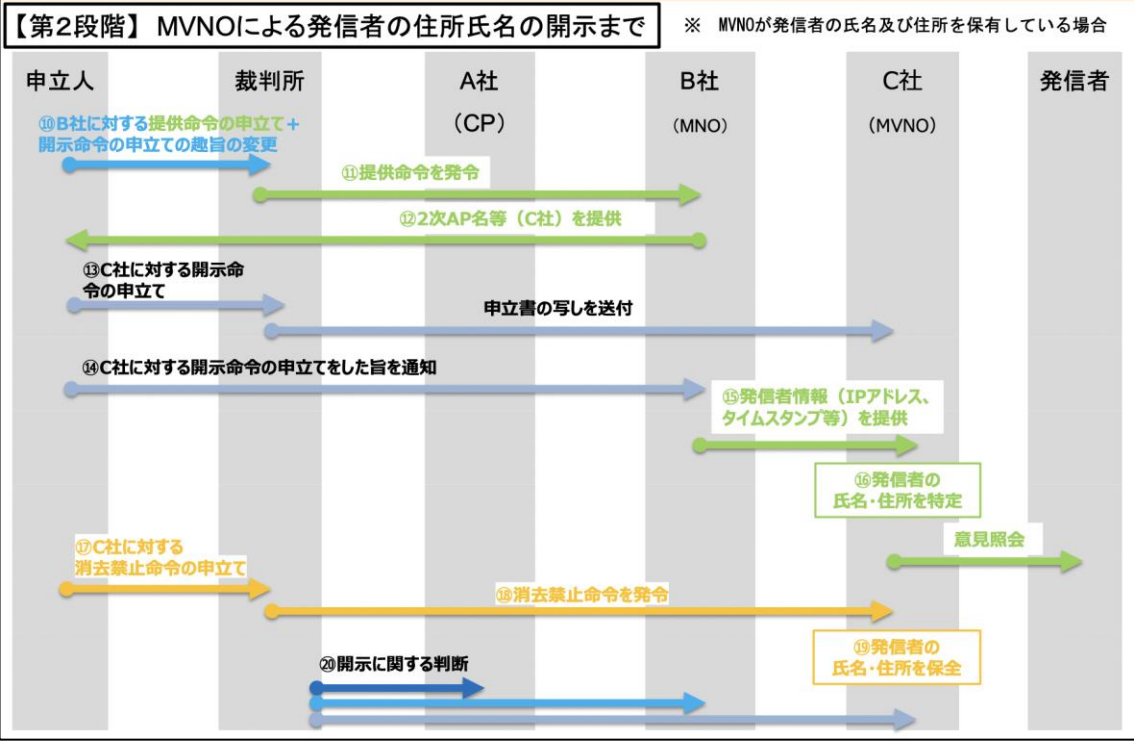 【第2段階】 MVNOによる発信者の住所氏名の開示まで
※ MVNOが発信者の氏名及び住所を保有している場合
申立人
裁判所
A社
(CP)
B社
(MNO)
C社
(MVNO)
発信者
⑩B社に対する提供命令の申立て+
開示命令の申立ての趣旨の変更
⑪提供命令を発令
⑫2次AP名等(C社)を提供
⑬C社に対する開示命
令の申立て
申立書の写しを送付
⑭C社に対する開示命令の申立てをした旨を通知
⑮発信者情報(IPアドレス、
タイムスタンプ等)を提供
⑯発信者の
氏名・住所を特定
意見照会
⑰C社に対する
消去禁止命令の申立て
⑱消去禁止命令を発令
⑲発信者の
氏名・住所を保全
⑳開示に関する判断